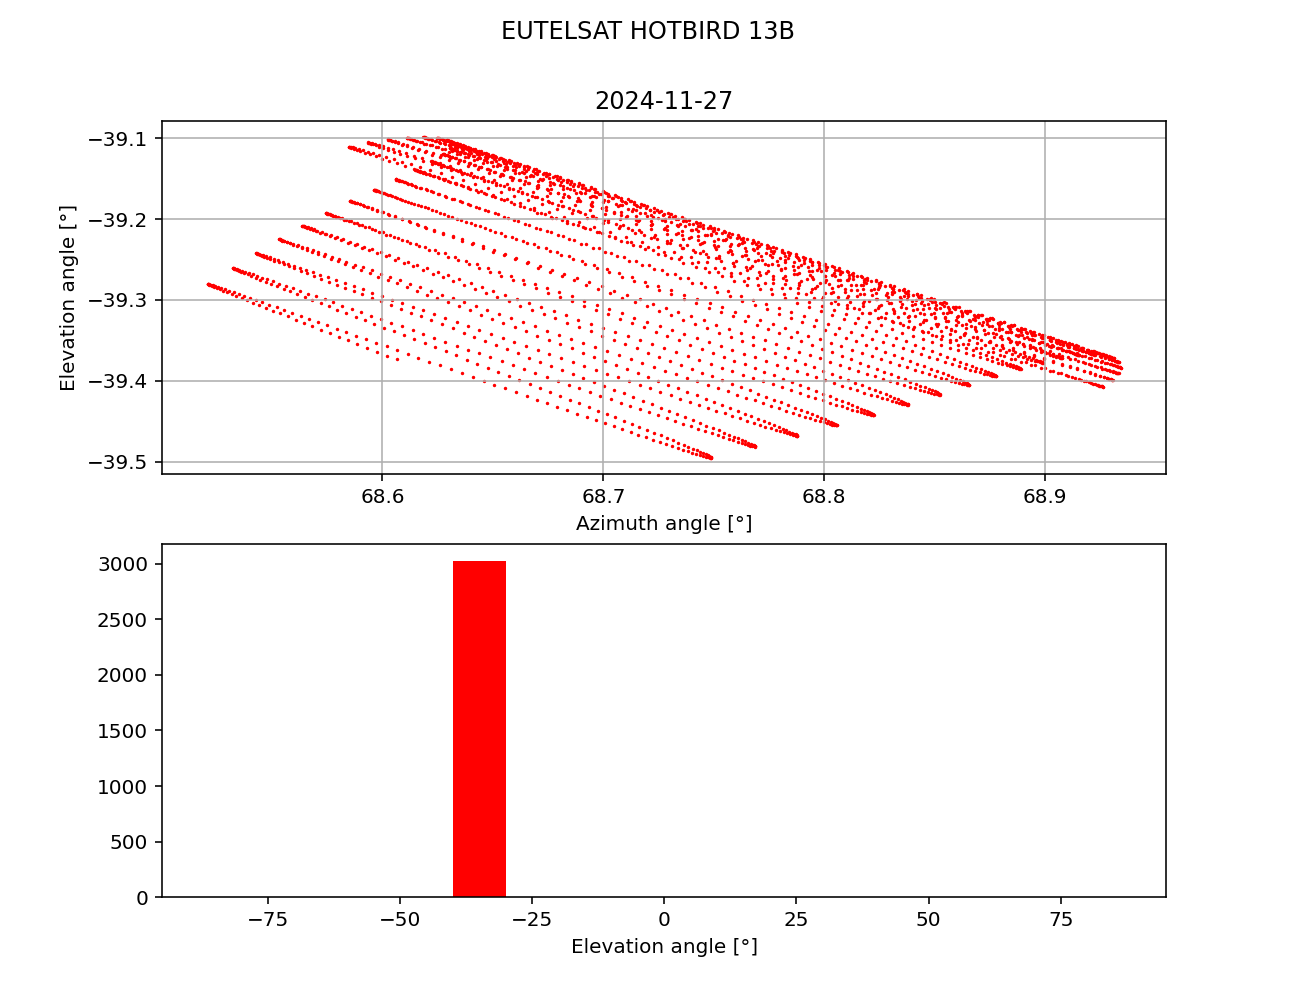 EUTELSAT HOTBIRD 13B
2024-11-27
−39.1
−39.2
−39.3
−39.4
−39.5
Elevation angle [°]
68.6 68.7 68.8 68.9
Azimuth angle [°]
3000
2500
2000
1500
1000
500
0
−75 −50 −25 0 25 50 75
Elevation angle [°]